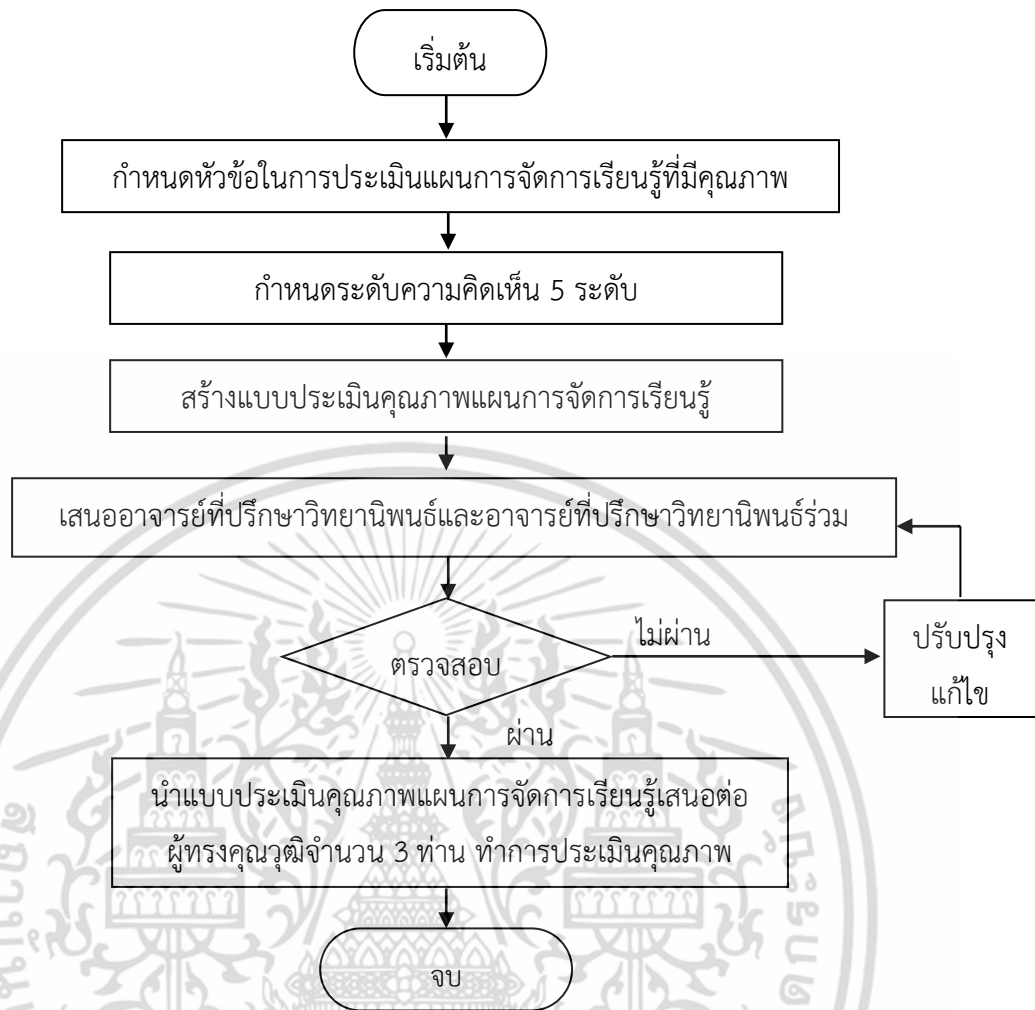 เริ่มต้น
กำหนดหัวข้อในการประเมินแผนการจัดการเรียนรู้ที่มีคุณภาพ
กำหนดระดับความคิดเห็น 5 ระดับ
สร้างแบบประเมินคุณภาพแผนการจัดการเรียนรู้
เสนออาจารย์ที่ปรึกษาวิทยานิพนธ์และอาจารย์ที่ปรึกษาวิทยานิพนธ์ร่วม
ตรวจสอบ
ไม่ผ่าน
ปรับปรุง
แก้ไข
ผ่าน
นำแบบประเมินคุณภาพแผนการจัดการเรียนรู้เสนอต่อ
ผู้ทรงคุณวุฒิจำนวน 3 ท่าน ทำการประเมินคุณภาพ
จบ